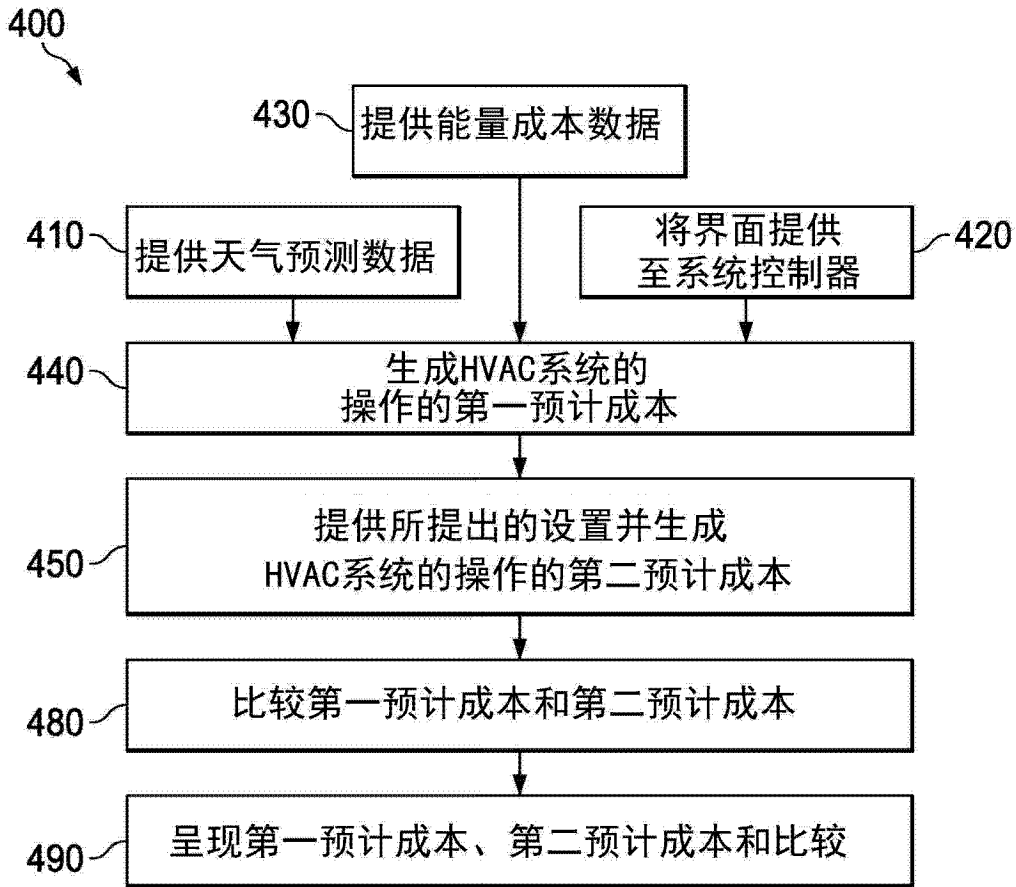 400
430
提供能量成本数据
410
提供天气预测数据
将界面提供
至系统控制器
420
440
生成HVAC系统的
操作的第一预计成本
450
提供所提出的设置并生成
HVAC系统的操作的第二预计成本
480
比较第一预计成本和第二预计成本
490
呈现第一预计成本、第二预计成本和比较